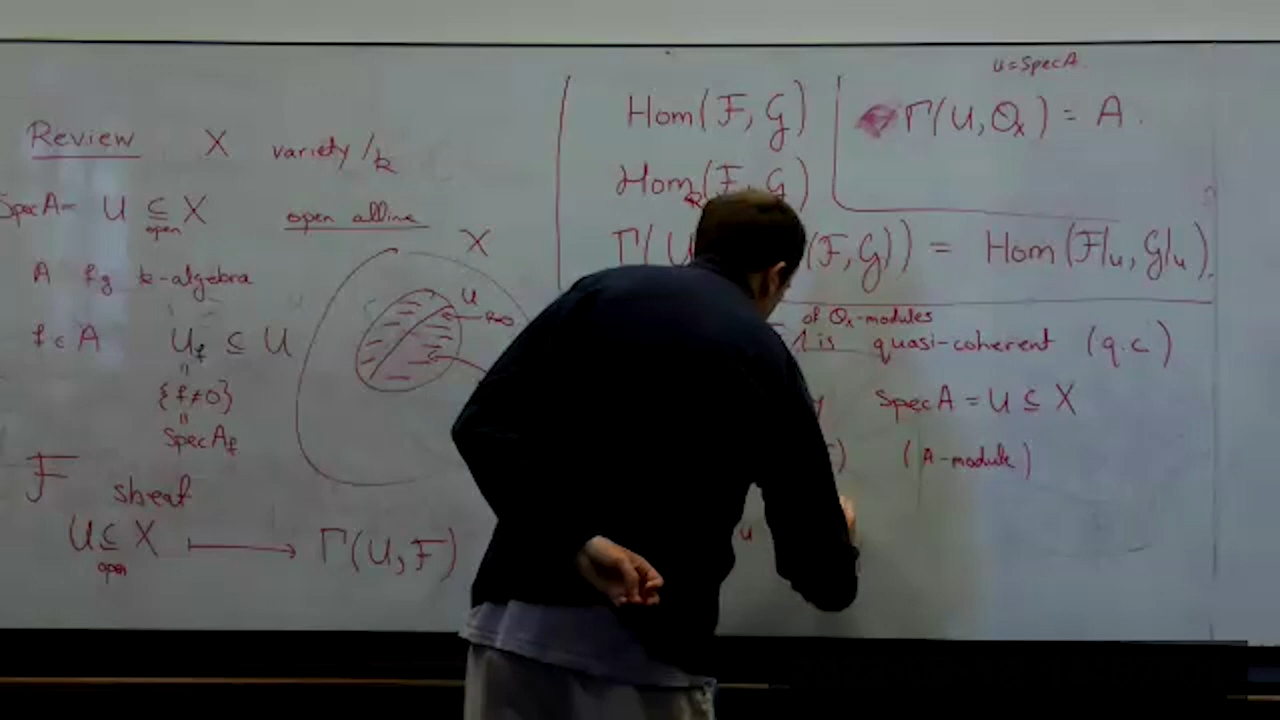 Review X variety /k
Spec A = U ⊆ X open affine
open
A f.g k-algebra
f ∈ A U_f ⊆ U
"
{f≠0}
"
Spec A_f
F sheaf
U ⊆ X ⟼ Γ(U, F)
open
X
U
f=0
Hom(F, G)
Hom (F, G)
Γ(U (F, G)) = Hom(F|_U, G|_U).
U = Spec A
Γ(U, O_X) = A.
of O_X-modules
is quasi-coherent (q.c)
Spec A = U ⊆ X
) (A-module)
u